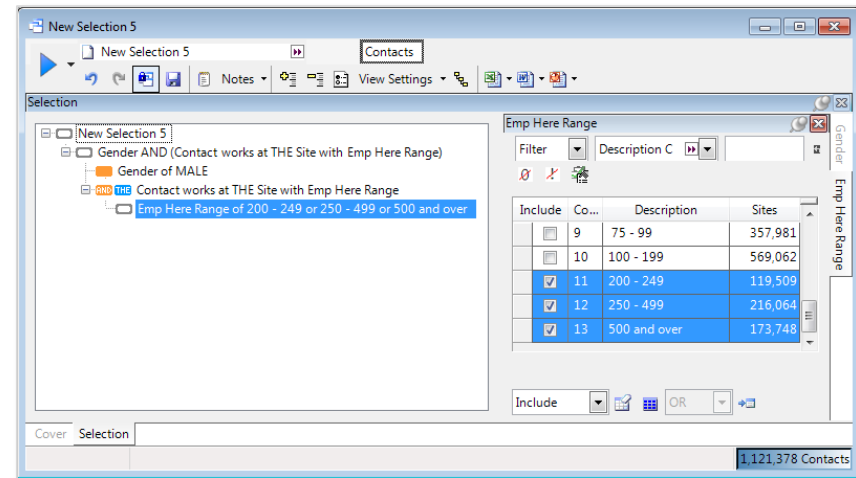 New Selection 5
New Selection 5 Contacts
Notes View Settings
Selection
New Selection 5
Gender AND (Contact works at THE Site with Emp Here Range)
Gender of MALE
AND THE Contact works at THE Site with Emp Here Range
Emp Here Range of 200 - 249 or 250 - 499 or 500 and over
Emp Here Range
Filter Description C
Include Co... Description Sites
9 75 - 99 357,981
10 100 - 199 569,062
11 200 - 249 119,509
12 250 - 499 216,064
13 500 and over 173,748
Include OR
Gender
Emp Here Range
Cover Selection
1,121,378 Contacts